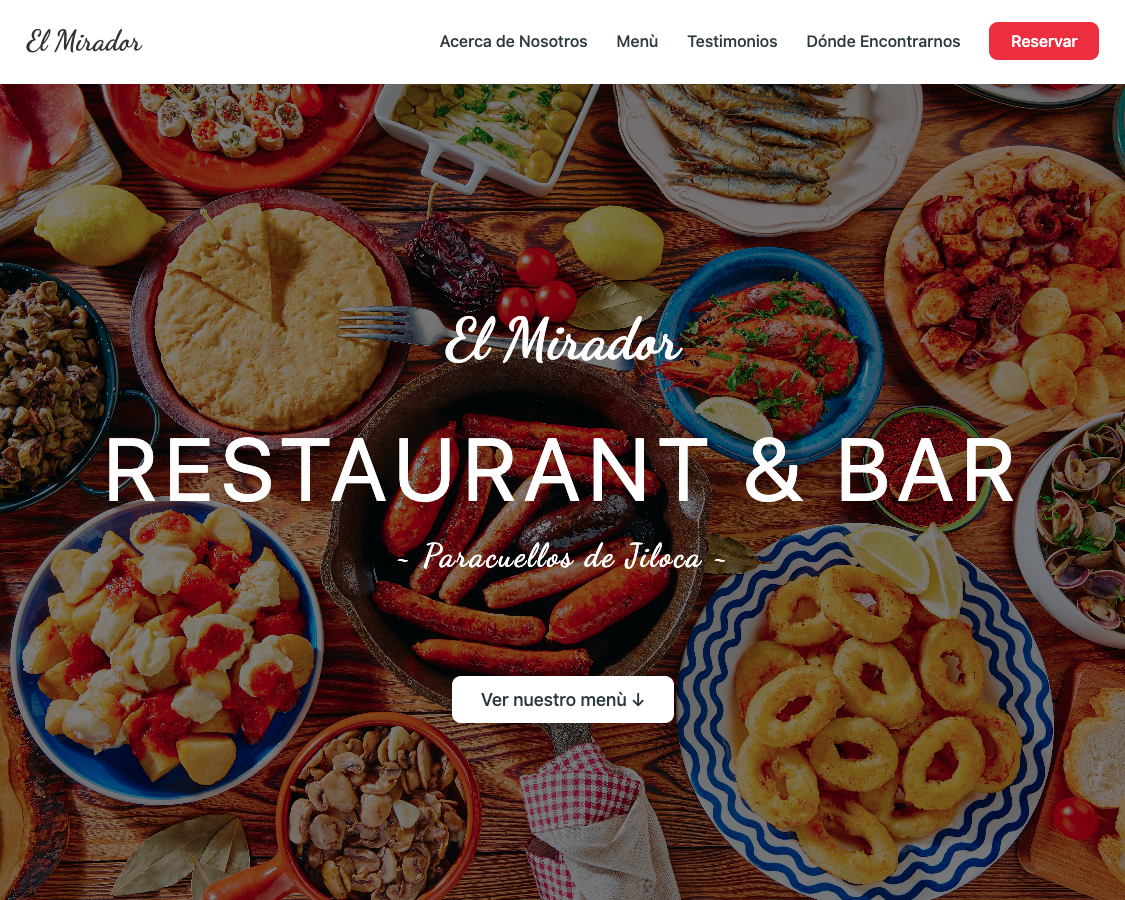 El Mirador
Acerca de Nosotros
Menù
Testimonios
Dónde Encontrarnos
Reservar
El Mirador
RESTAURANT & BAR
~ Paracuellos de Jiloca ~
Ver nuestro menù ↓